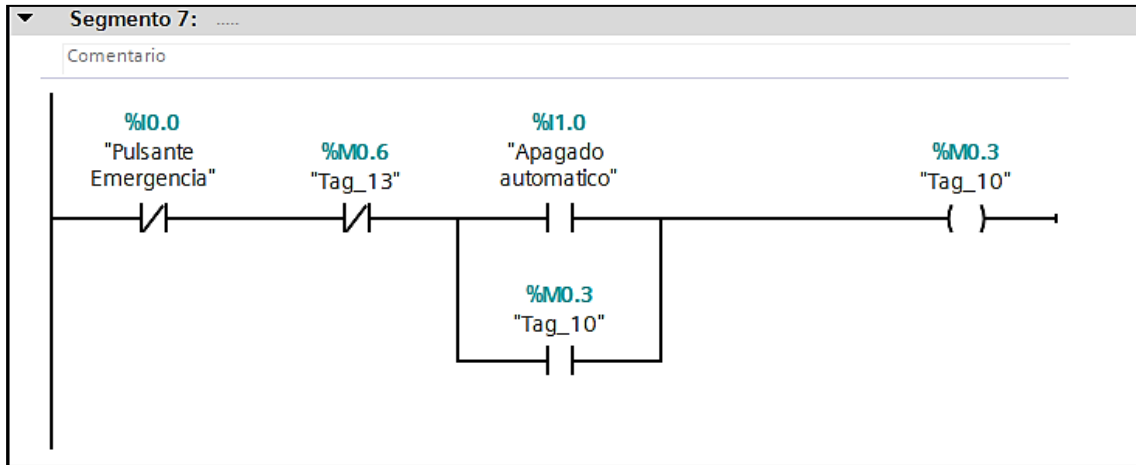 Segmento 7: .....
Comentario
%I0.0
"Pulsante
Emergencia"
%M0.6
"Tag_13"
%I1.0
"Apagado
automatico"
%M0.3
"Tag_10"
%M0.3
"Tag_10"